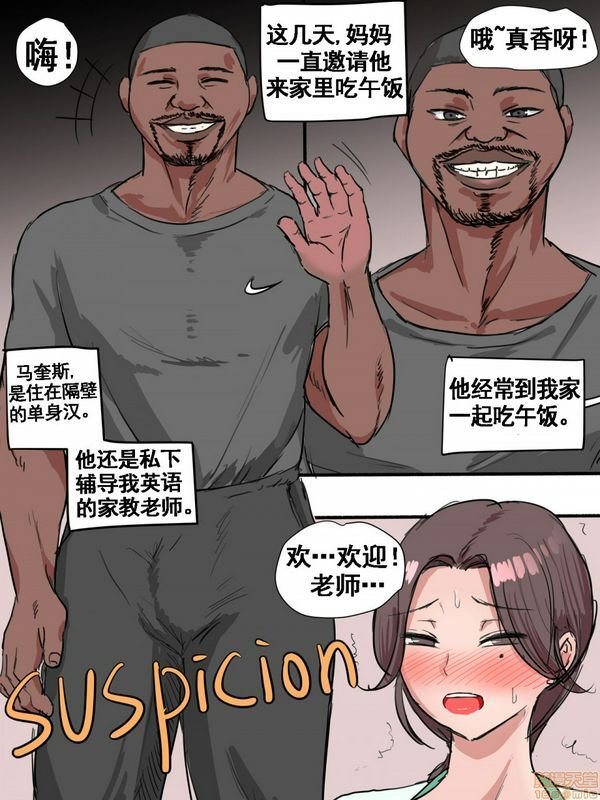 嗨!
这几天,妈妈
一直邀请他
来家里吃午饭
哦~真香呀!
马奎斯,
是住在隔壁
的单身汉。
他还是私下
辅导我英语
的家教老师。
他经常到我家
一起吃午饭。
欢…欢迎!
老师…
suspicion